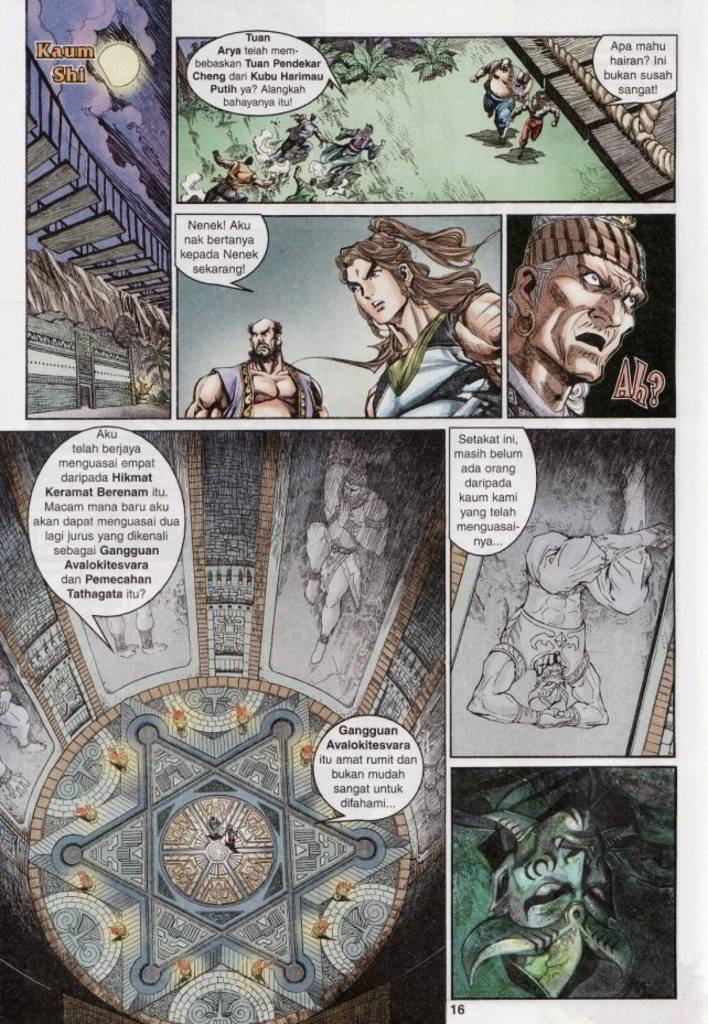 Kaum
Shi
Tuan
Arya telah mem-
bebaskan Tuan Pendekar
Cheng dari Kubu Harimau
Putih ya? Alangkah
bahayanya itu!
Apa mahu
hairan? Ini
bukan susah
sangat!
Nenek! Aku
nak bertanya
kepada Nenek
sekarang!
Ah?
Aku
telah berjaya
menguasai empat
daripada Hikmat
Keramat Berenam itu.
Macam mana baru aku
akan dapat menguasai dua
lagi jurus yang dikenali
sebagai Gangguan
Avalokitesvara
dan Pemecahan
Tathagata itu?
Setakat ini,
masih belum
ada orang
daripada
kaum kami
yang telah
menguasai-
nya...
Gangguan
Avalokitesvara
itu amat rumit dan
bukan mudah
sangat untuk
difahami...
16